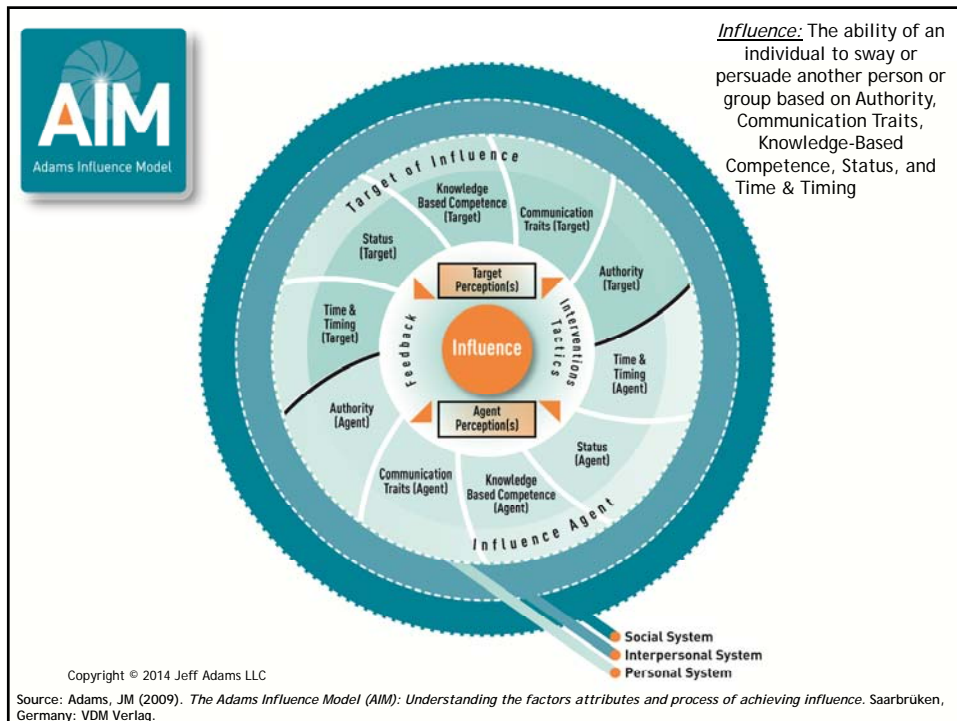 AIM
Adams Influence Model
Influence: The ability of an
individual to sway or
persuade another person or
group based on Authority,
Communication Traits,
Knowledge-Based
Competence, Status, and
Time & Timing
Target of Influence
Knowledge
Based Competence
(Target)
Communication
Traits (Target)
Status
(Target)
Authority
(Target)
Time &
Timing
(Target)
Target
Perception(s)
Feedback
Influence
Interventions
Tactics
Time &
Timing
(Agent)
Authority
(Agent)
Agent
Perception(s)
Status
(Agent)
Communication
Traits (Agent)
Knowledge
Based Competence
(Agent)
Influence Agent
Social System
Interpersonal System
Personal System
Copyright © 2014 Jeff Adams LLC
Source: Adams, JM (2009). The Adams Influence Model (AIM): Understanding the factors attributes and process of achieving influence. Saarbrüken,
Germany: VDM Verlag.